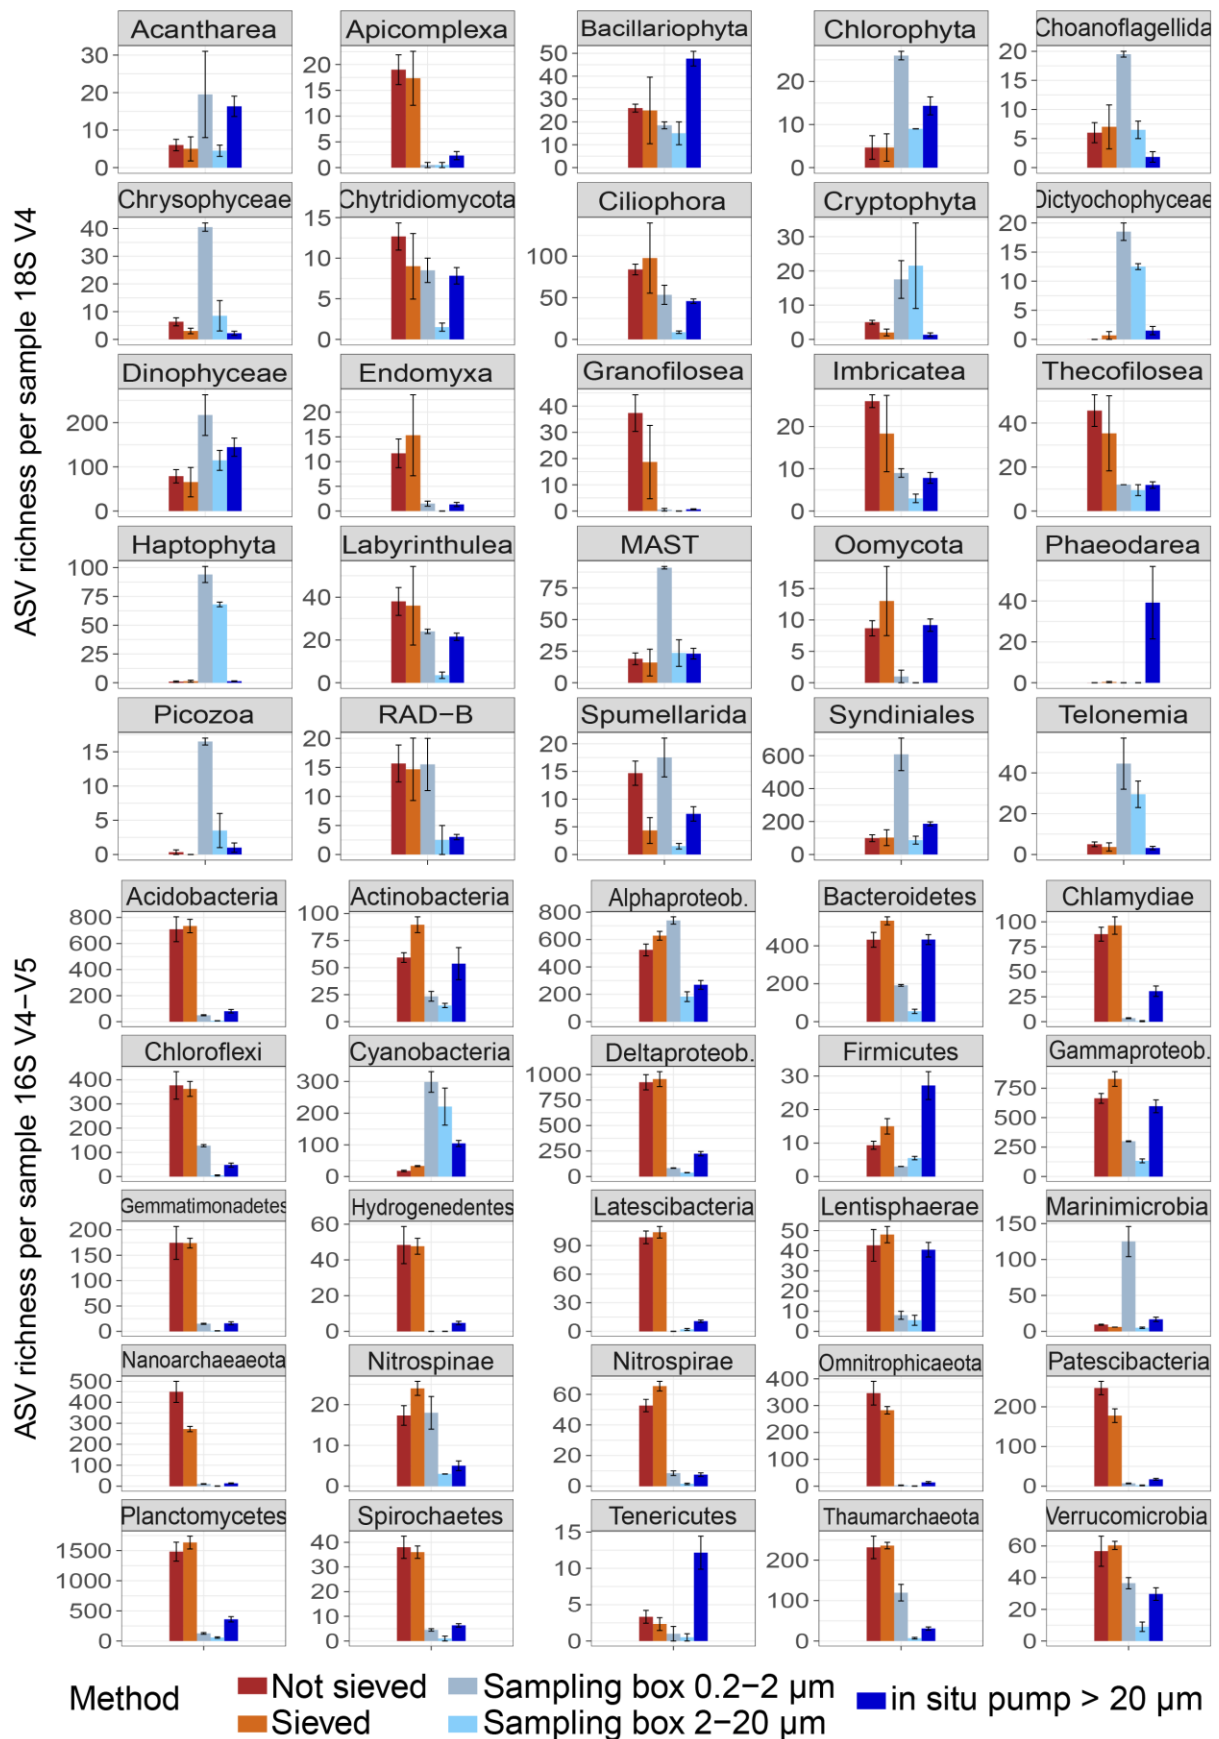 Acantharea Apicomplexa Bacillariophyta Chlorophyta Choanoflagellida
30 20 10 0
20 15 10 5 0
50 40 30 20 10 0
20 10 0
20 15 10 5 0
Chrysophyceae Chytridiomycota Ciliophora Cryptophyta Dictyochophyceae
40 30 20 10 0
15 10 5 0
100 50 0
30 20 10 0
20 15 10 5 0
Dinophyceae Endomyxa Granofilosea Imbricatea Thecofilosea
200 100 0
20 15 10 5 0
40 30 20 10 0
20 10 0
40 20 0
Haptophyta Labyrinthulea MAST Oomycota Phaeodarea
100 75 50 25 0
40 20 0
75 50 25 0
15 10 5 0
40 20 0
Picozoa RAD−B Spumellarida Syndiniales Telonemia
15 10 5 0
20 15 10 5 0
20 15 10 5 0
600 400 200 0
40 20 0
ASV richness per sample 18S V4
Acidobacteria Actinobacteria Alphaproteob. Bacteroidetes Chlamydiae
800 600 400 200 0
100 75 50 25 0
800 600 400 200 0
400 200 0
100 75 50 25 0
Chloroflexi Cyanobacteria Deltaproteob. Firmicutes Gammaproteob.
400 300 200 100 0
300 200 100 0
1000 750 500 250 0
30 20 10 0
750 500 250 0
Gemmatimonadetes Hydrogenedentes Latescibacteria Lentisphaerae Marinimicrobia
200 150 100 50 0
60 40 20 0
90 60 30 0
50 40 30 20 10 0
150 100 50 0
Nanoarchaeaeota Nitrospinae Nitrospirae Omnitrophicaeota Patescibacteria
500 400 300 200 100 0
20 10 0
60 40 20 0
400 300 200 100 0
200 100 0
Planctomycetes Spirochaetes Tenericutes Thaumarchaeota Verrucomicrobia
1500 1000 500 0
40 30 20 10 0
15 10 5 0
200 100 0
60 40 20 0
ASV richness per sample 16S V4−V5
Method
Not sieved
Sieved
Sampling box 0.2−2 µm
Sampling box 2−20 µm
in situ pump > 20 µm